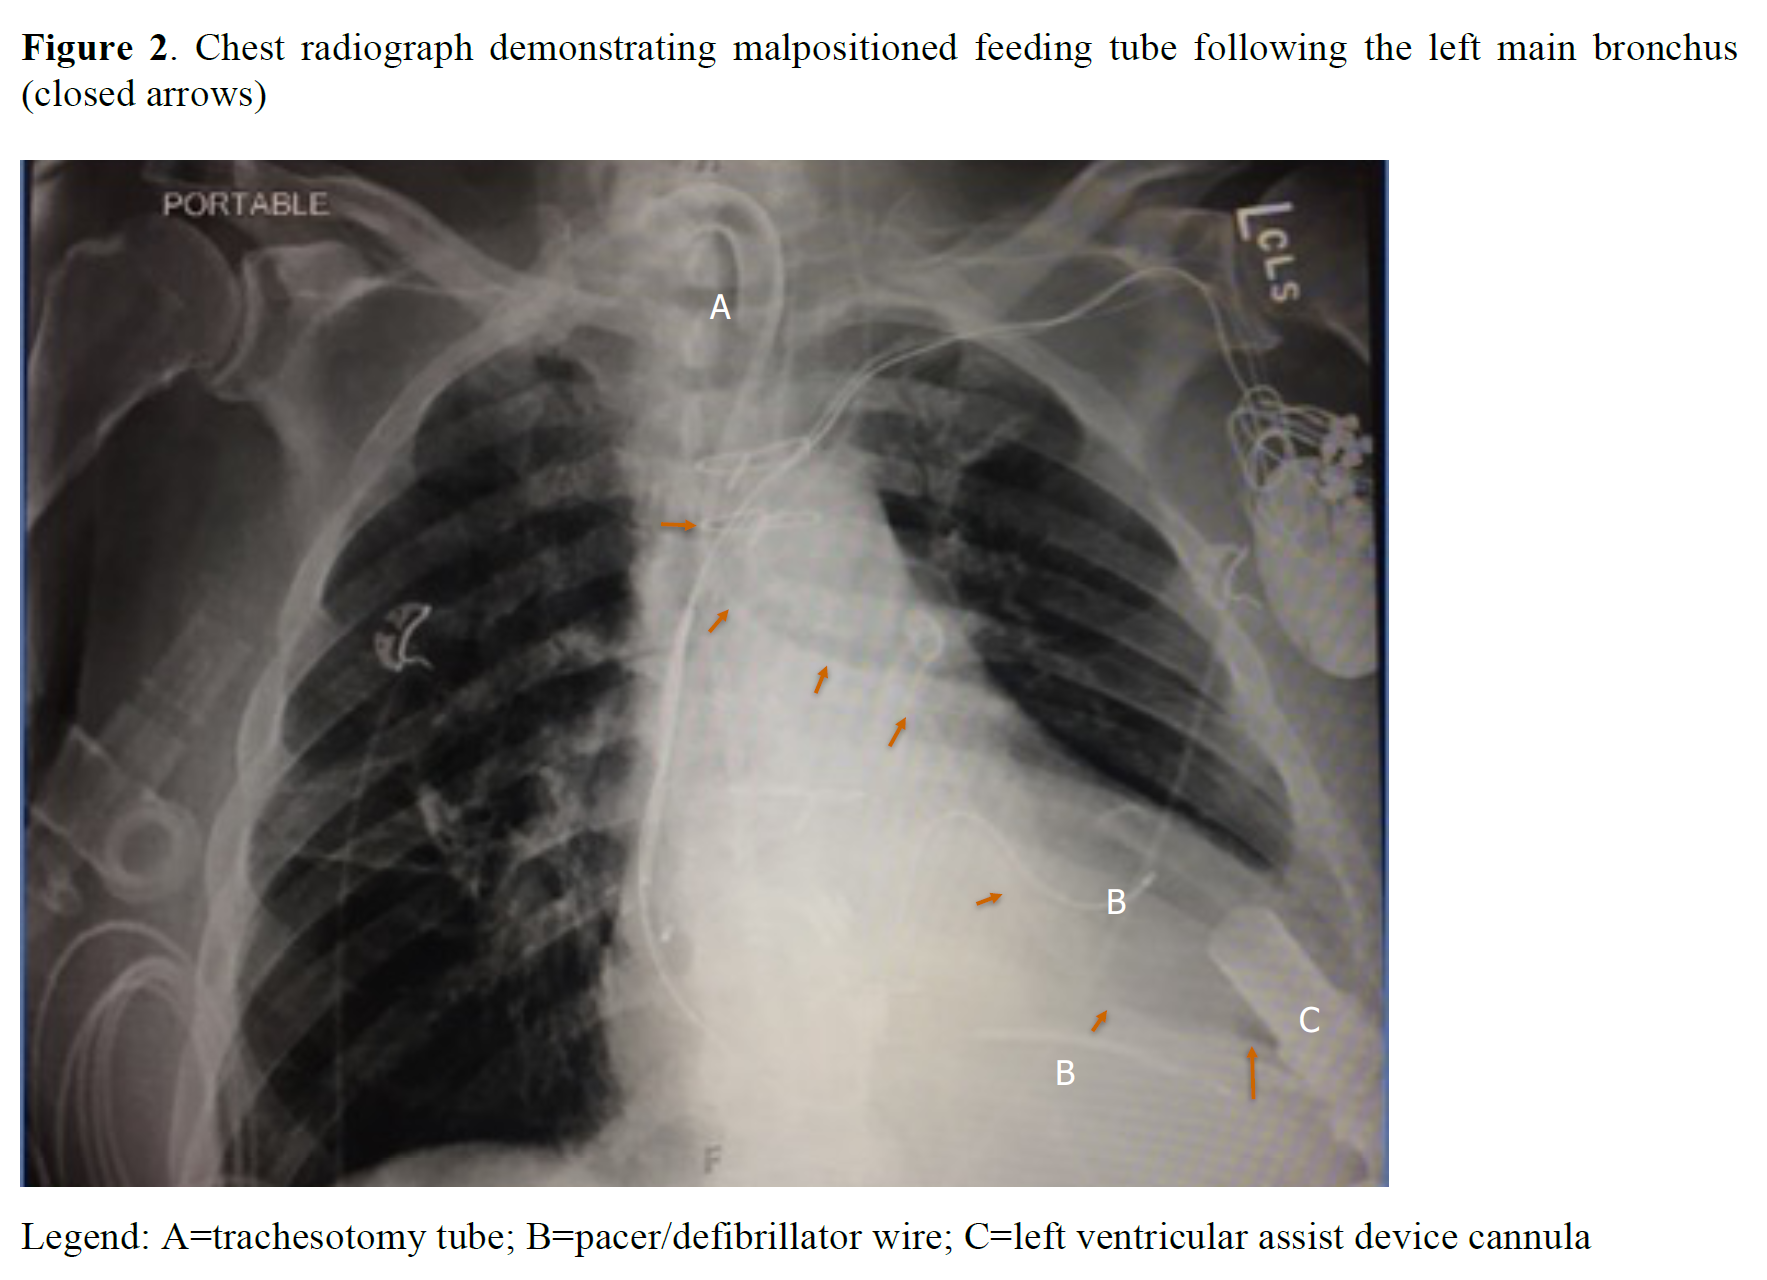 Figure 2. Chest radiograph demonstrating malpositioned feeding tube following the left main bronchus
(closed arrows)
PORTABLE
LCLS
A
B
C
B
F
Legend: A=trachesotomy tube; B=pacer/defibrillator wire; C=left ventricular assist device cannula